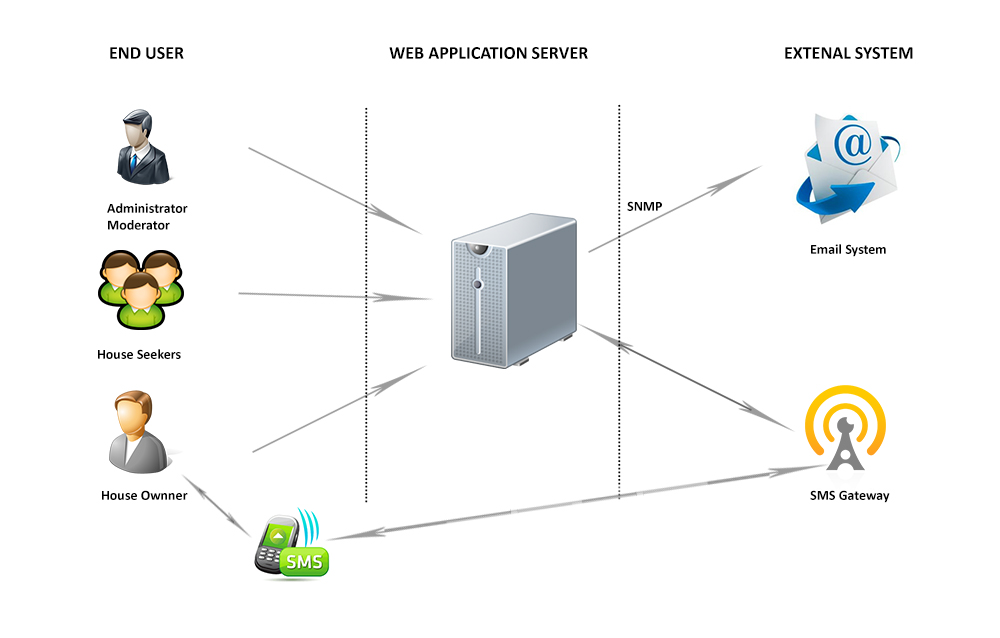 END USER
WEB APPLICATION SERVER
EXTENAL SYSTEM
Administrator
Moderator
SNMP
Email System
House Seekers
House Ownner
SMS Gateway
SMS
@